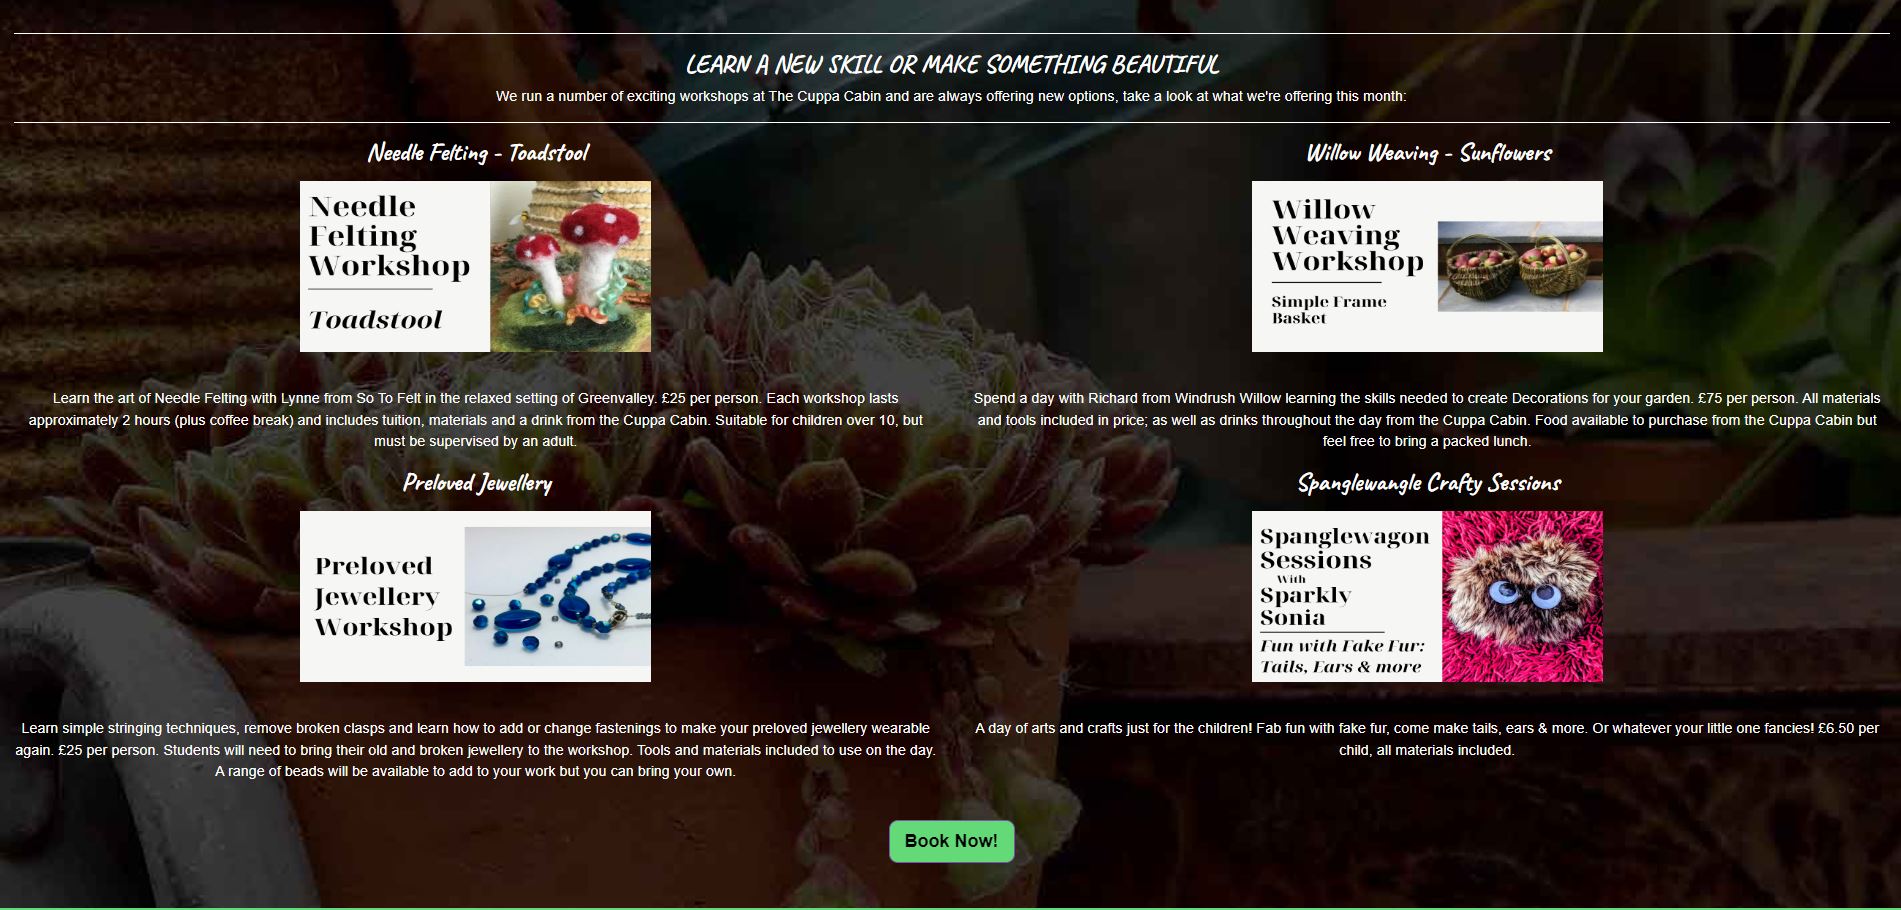 LEARN A NEW SKILL OR MAKE SOMETHING BEAUTIFUL
We run a number of exciting workshops at The Cuppa Cabin and are always offering new options, take a look at what we're offering this month:
Needle Felting - Toadstool
Needle
Felting
Workshop
Toadstool
Learn the art of Needle Felting with Lynne from So To Felt in the relaxed setting of Greenvalley. £25 per person. Each workshop lasts
approximately 2 hours (plus coffee break) and includes tuition, materials and a drink from the Cuppa Cabin. Suitable for children over 10, but
must be supervised by an adult.
Willow Weaving - Sunflowers
Willow
Weaving
Workshop
Simple Frame
Basket
Spend a day with Richard from Windrush Willow learning the skills needed to create Decorations for your garden. £75 per person. All materials
and tools included in price; as well as drinks throughout the day from the Cuppa Cabin. Food available to purchase from the Cuppa Cabin but
feel free to bring a packed lunch.
Preloved Jewellery
Preloved
Jewellery
Workshop
Learn simple stringing techniques, remove broken clasps and learn how to add or change fastenings to make your preloved jewellery wearable
again. £25 per person. Students will need to bring their old and broken jewellery to the workshop. Tools and materials included to use on the day.
A range of beads will be available to add to your work but you can bring your own.
Spanglewangle Crafty Sessions
Spanglewagon
Sessions
With
Sparkly
Sonia
Fun with Fake Fur:
Tails, Ears & more
A day of arts and crafts just for the children! Fab fun with fake fur, come make tails, ears & more. Or whatever your little one fancies! £6.50 per
child, all materials included.
Book Now!